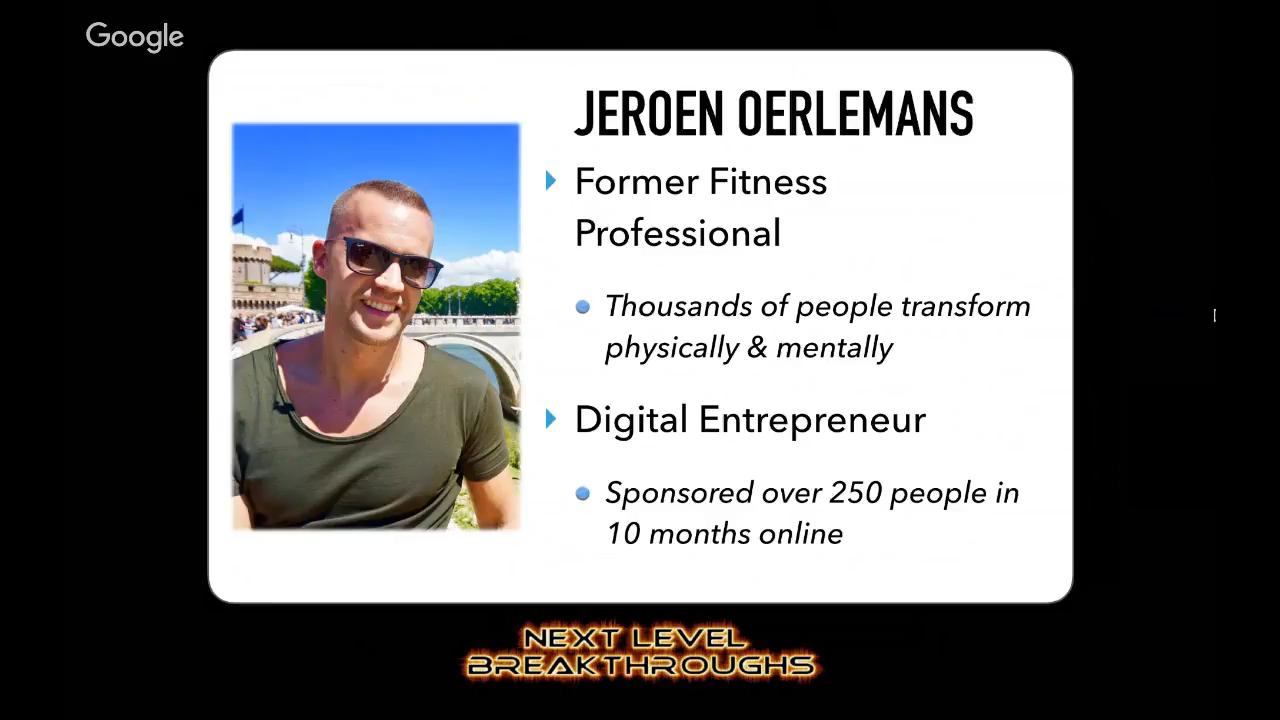 Google
JEROEN OERLEMANS
Former Fitness
Professional
Thousands of people transform
physically & mentally
Digital Entrepreneur
Sponsored over 250 people in
10 months online
NEXT LEVEL
BREAKTHROUGHS